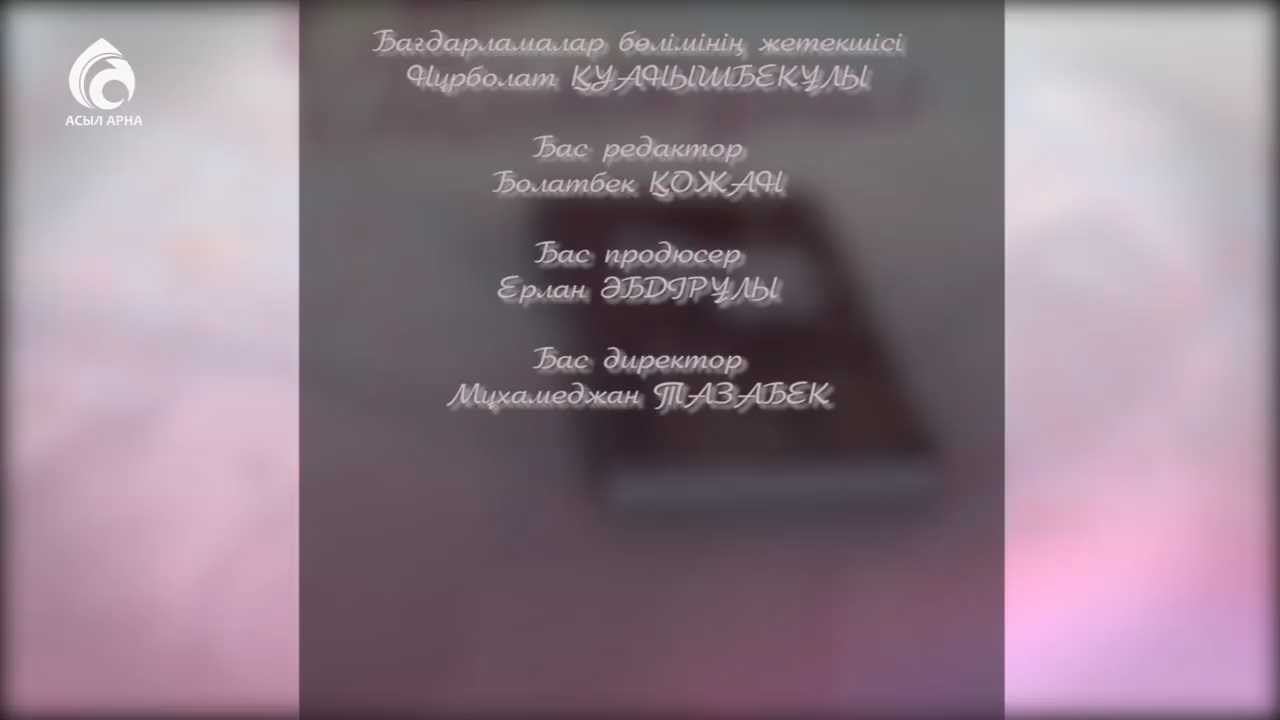 АСЫЛ АРНА
Бағдарламалар бөлімінің жетекшісі
Нұрболат ҚУАНЫШБЕКҰЛЫ
Бас редактор
Болатбек ҚОЖАН
Бас продюсер
Ерлан ӘБДІРҰЛЫ
Бас директор
Мұхамеджан ТАЗАБЕК